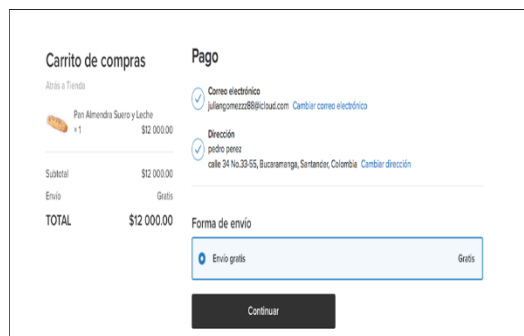 Carrito de compras
Atrás a Tienda
Pan Almendra Suero y Leche
× 1 $12 000.00
Subtotal $12 000.00
Envío Gratis
TOTAL $12 000.00
Pago
Correo electrónico
juliangomezzz88@icloud.com Cambiar correo electrónico
Dirección
pedro perez
calle 34 No.33-55, Bucaramanga, Santander, Colombia Cambiar dirección
Forma de envío
Envío gratis Gratis
Continuar